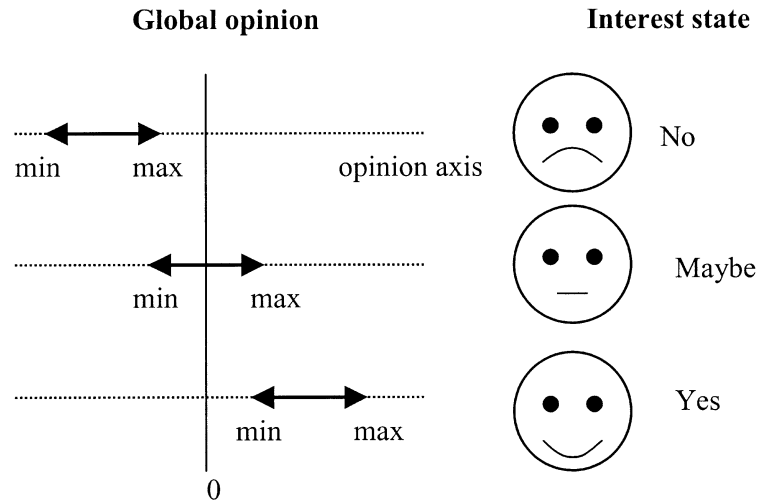 Global opinion Interest state
No
min max opinion axis
Maybe
min max
Yes
min max
0